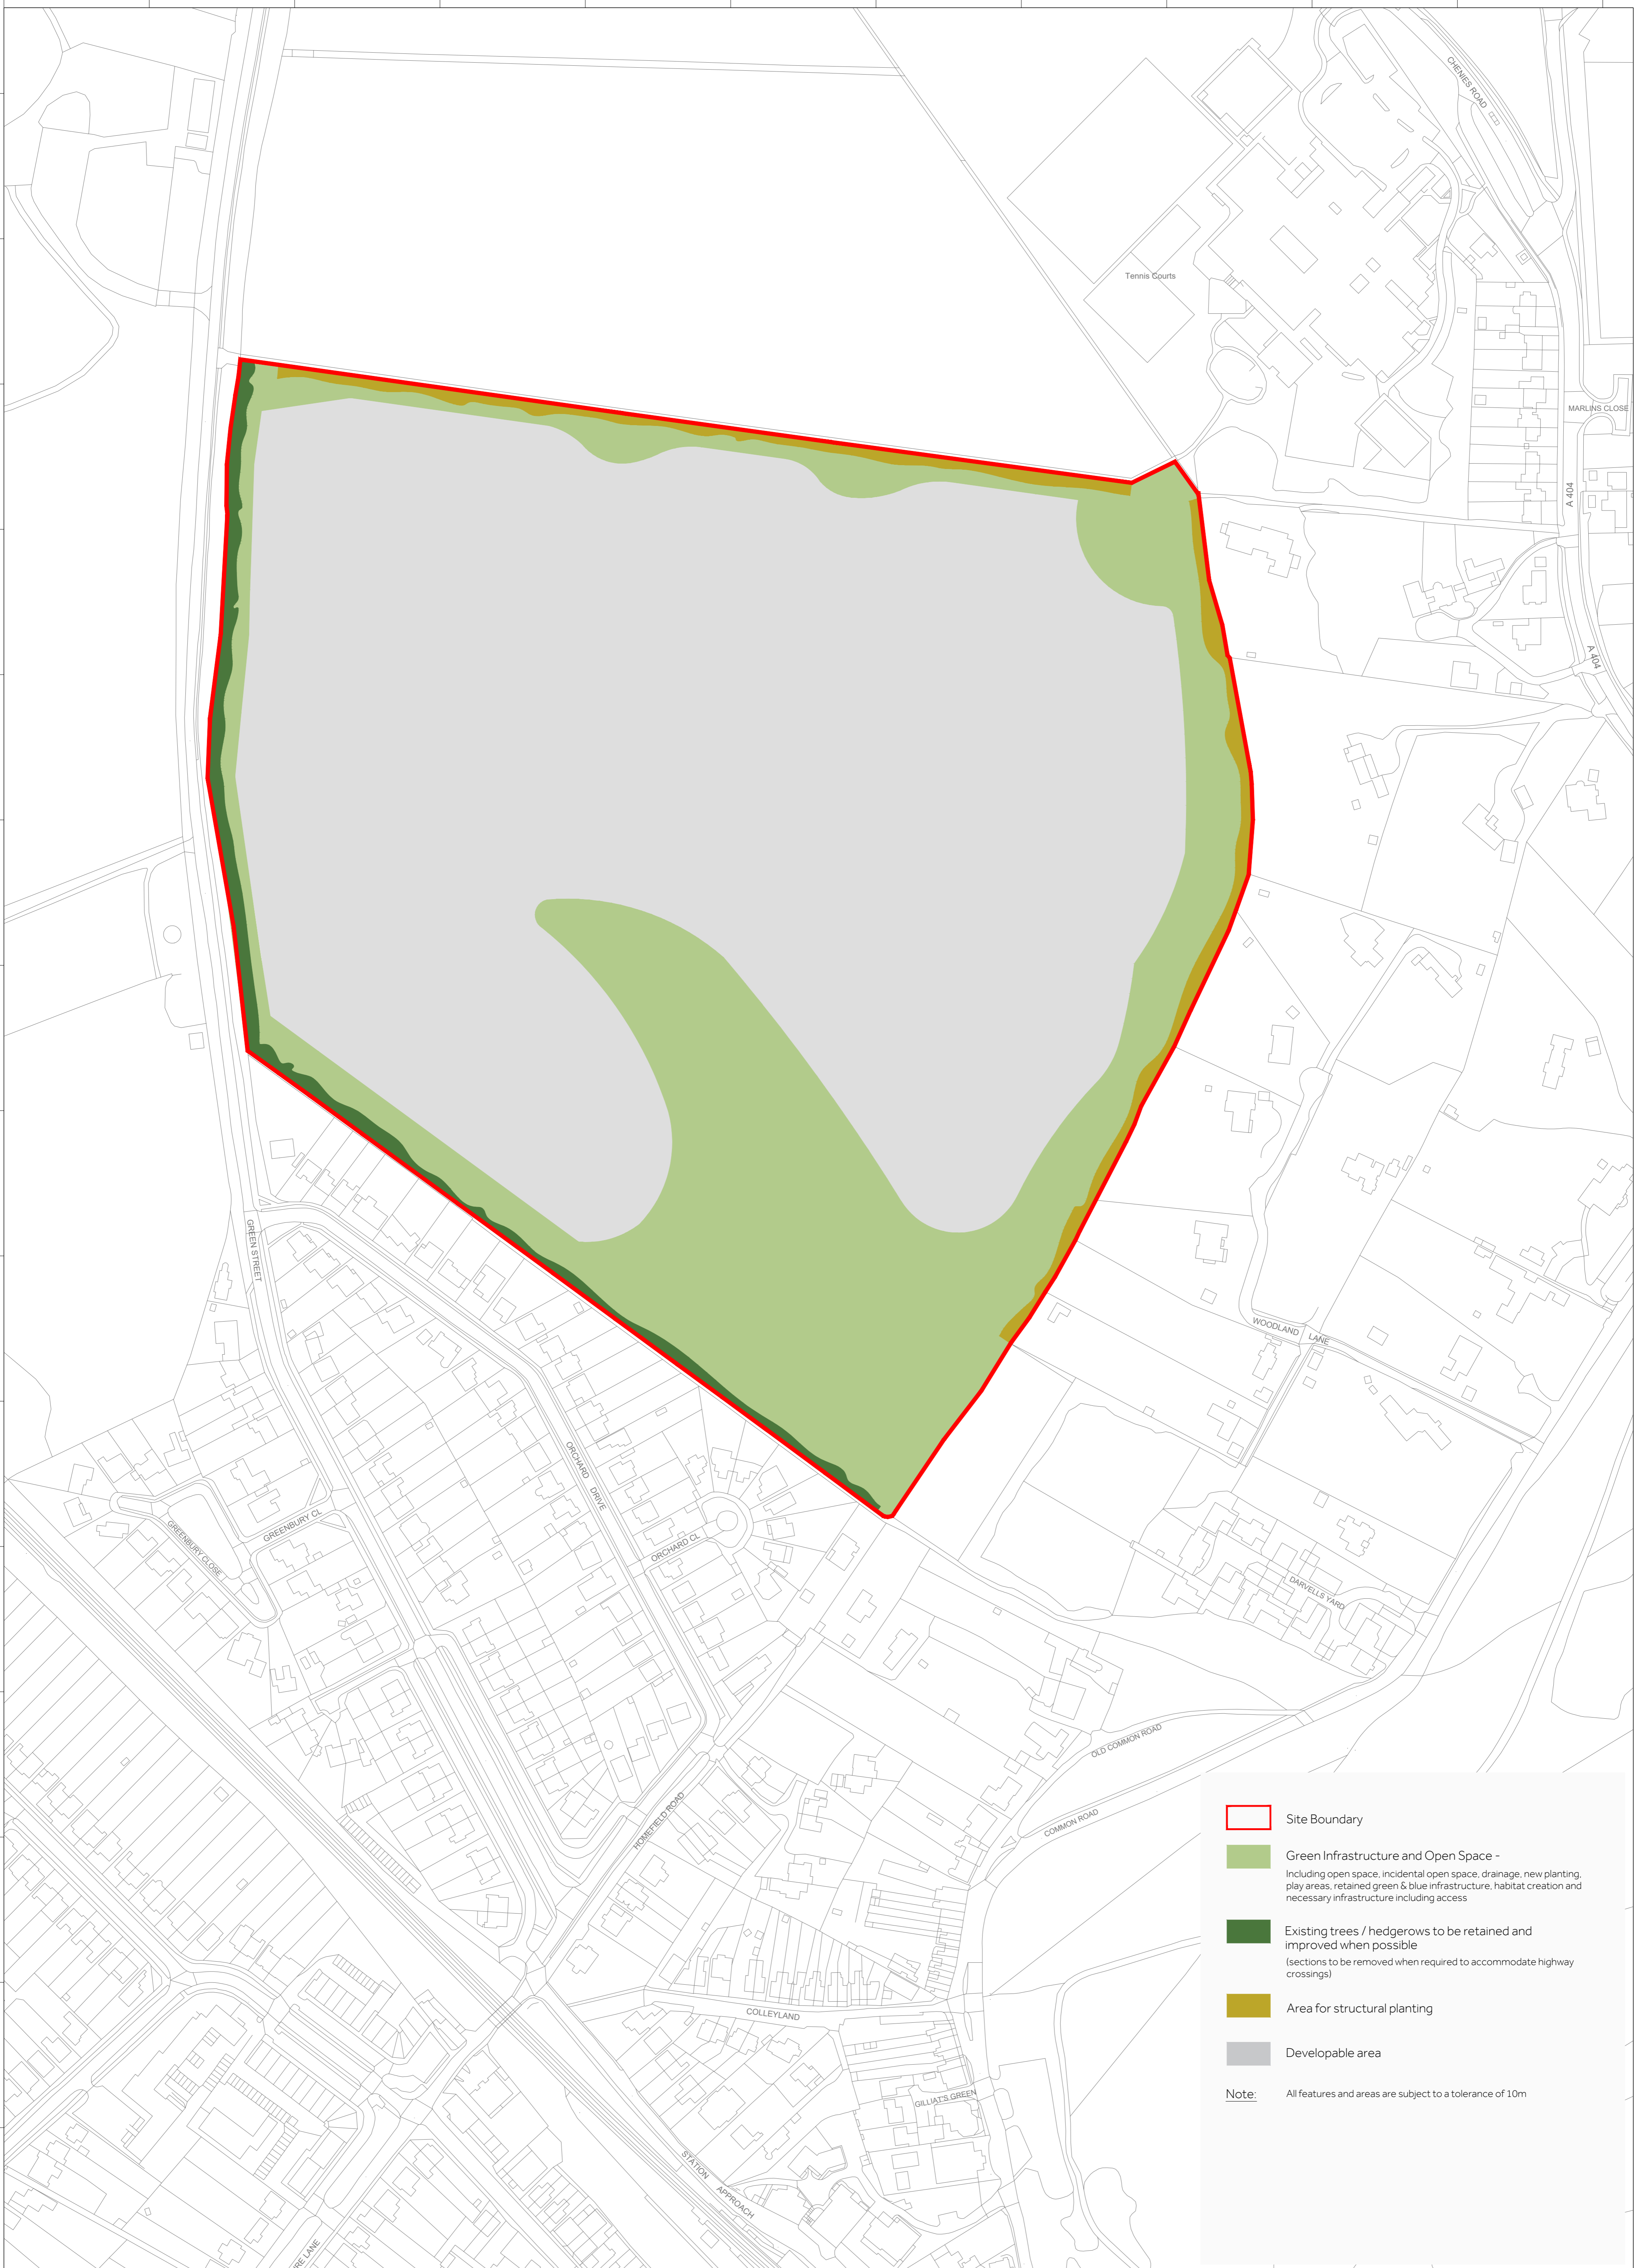 CHENIES ROAD
Tennis Courts
MARLINS CLOSE
A 404
A 404
GREEN STREET
WOODLAND LANE
ORCHARD DRIVE
ORCHARD CL
GREENBURY CL
GREENBURY CLOSE
DARVELLS YARD
OLD COMMON ROAD
COMMON ROAD
HOMEFIELD ROAD
COLLEYLAND
GILLIAT'S GREEN
STATION APPROACH
RE LANE
Site Boundary
Green Infrastructure and Open Space -
Including open space, incidental open space, drainage, new planting,
play areas, retained green & blue infrastructure, habitat creation and
necessary infrastructure including access
Existing trees / hedgerows to be retained and
improved when possible
(sections to be removed when required to accommodate highway
crossings)
Area for structural planting
Developable area
Note: All features and areas are subject to a tolerance of 10m